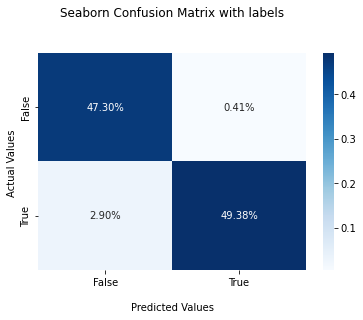 Seaborn Confusion Matrix with labels
Actual Values
False
47.30%
0.41%
True
2.90%
49.38%
False
True
Predicted Values
0.4
0.3
0.2
0.1